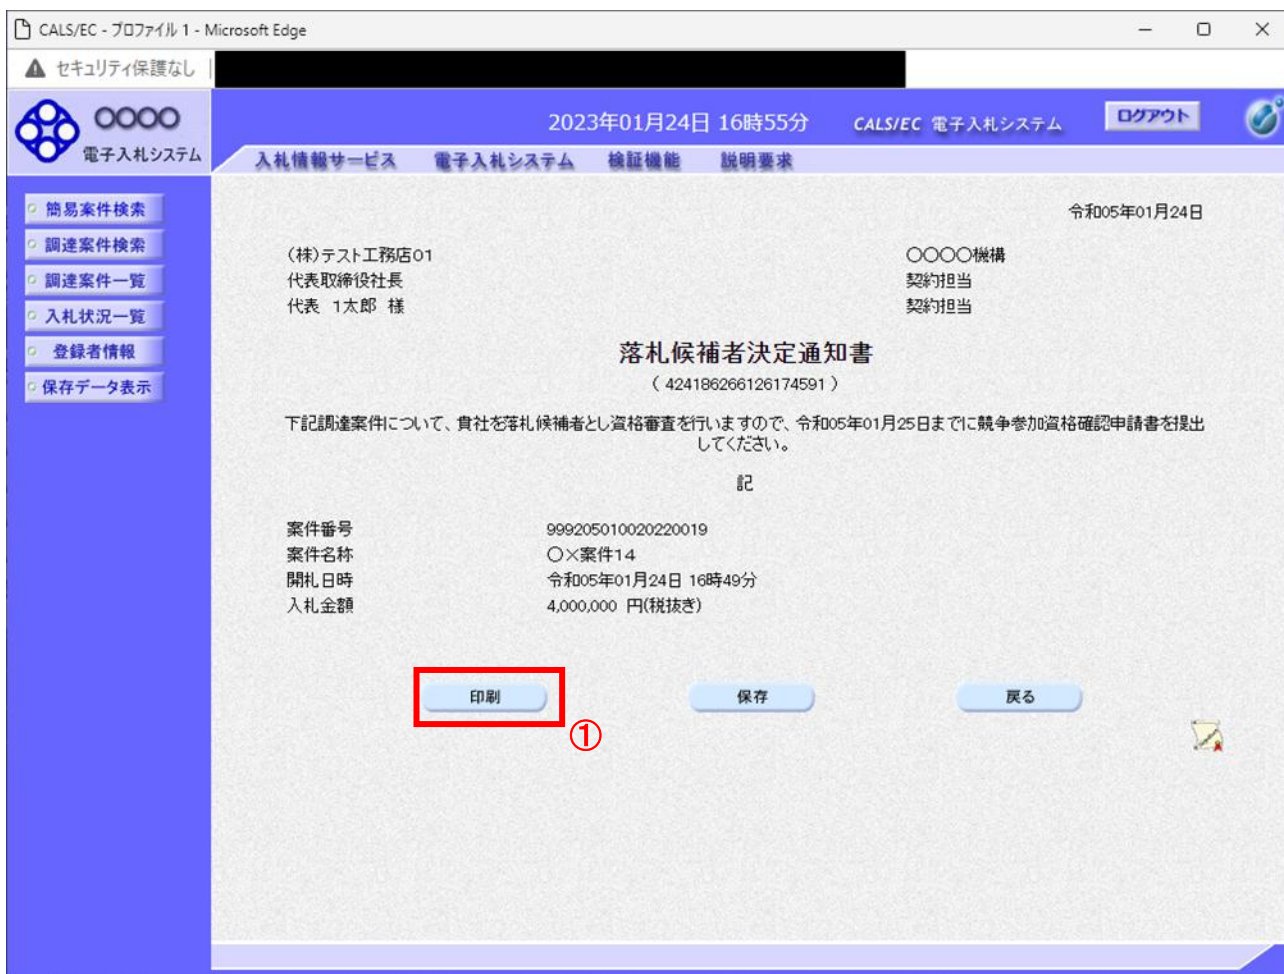 CALS/EC - プロファイル 1 - Microsoft Edge
セキュリティ保護なし
〇〇〇〇
電子入札システム
2023年01月24日 16時55分
CALS/EC 電子入札システム
ログアウト
入札情報サービス 電子入札システム 検証機能 説明要求
簡易案件検索
調達案件検索
調達案件一覧
入札状況一覧
登録者情報
保存データ表示
令和05年01月24日
(株)テスト工務店01
代表取締役社長
代表 1太郎 様
〇〇〇〇機構
契約担当
契約担当
落札候補者決定通知書
( 424186266126174591 )
下記調達案件について、貴社を落札候補者とし資格審査を行いますので、令和05年01月25日までに競争参加資格確認申請書を提出
してください。
記
案件番号 999205010020220019
案件名称 〇×案件14
開札日時 令和05年01月24日 16時49分
入札金額 4,000,000 円(税抜き)
印刷 保存 戻る
①